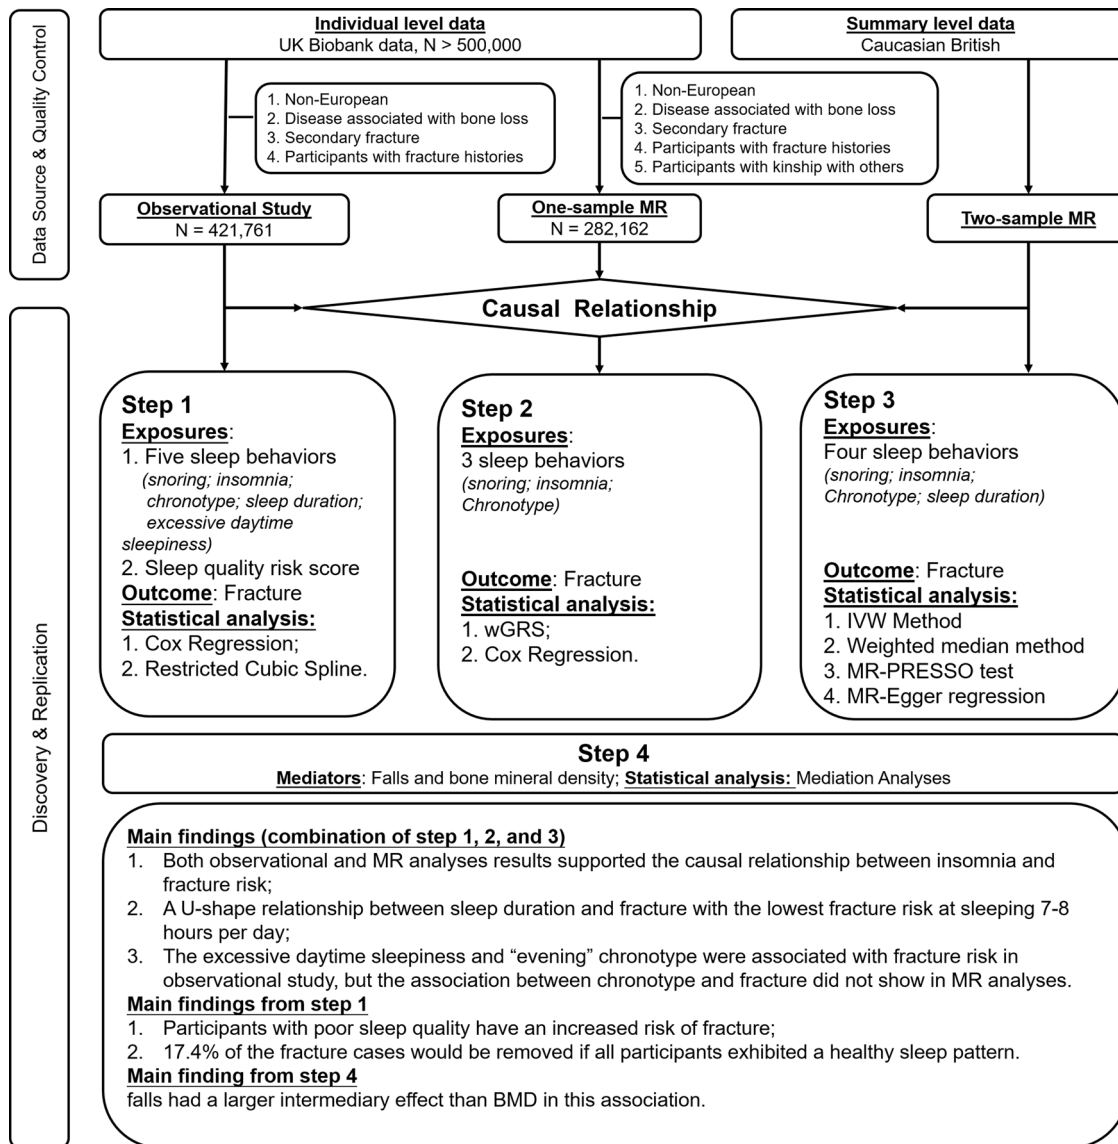 Data Source & Quality Control
Individual level data
UK Biobank data, N > 500,000
Summary level data
Caucasian British
1. Non-European
2. Disease associated with bone loss
3. Secondary fracture
4. Participants with fracture histories
1. Non-European
2. Disease associated with bone loss
3. Secondary fracture
4. Participants with fracture histories
5. Participants with kinship with others
Observational Study
N = 421,761
One-sample MR
N = 282,162
Two-sample MR
Discovery & Replication
Causal Relationship
Step 1
Exposures:
1. Five sleep behaviors
(snoring; insomnia;
chronotype; sleep duration;
excessive daytime
sleepiness)
2. Sleep quality risk score
Outcome: Fracture
Statistical analysis:
1. Cox Regression;
2. Restricted Cubic Spline.
Step 2
Exposures:
3 sleep behaviors
(snoring; insomnia;
Chronotype)
Outcome: Fracture
Statistical analysis:
1. wGRS;
2. Cox Regression.
Step 3
Exposures:
Four sleep behaviors
(snoring; insomnia;
Chronotype; sleep duration)
Outcome: Fracture
Statistical analysis:
1. IVW Method
2. Weighted median method
3. MR-PRESSO test
4. MR-Egger regression
Step 4
Mediators: Falls and bone mineral density; Statistical analysis: Mediation Analyses
Main findings (combination of step 1, 2, and 3)
1. Both observational and MR analyses results supported the causal relationship between insomnia and
fracture risk;
2. A U-shape relationship between sleep duration and fracture with the lowest fracture risk at sleeping 7-8
hours per day;
3. The excessive daytime sleepiness and “evening” chronotype were associated with fracture risk in
observational study, but the association between chronotype and fracture did not show in MR analyses.
Main findings from step 1
1. Participants with poor sleep quality have an increased risk of fracture;
2. 17.4% of the fracture cases would be removed if all participants exhibited a healthy sleep pattern.
Main finding from step 4
falls had a larger intermediary effect than BMD in this association.